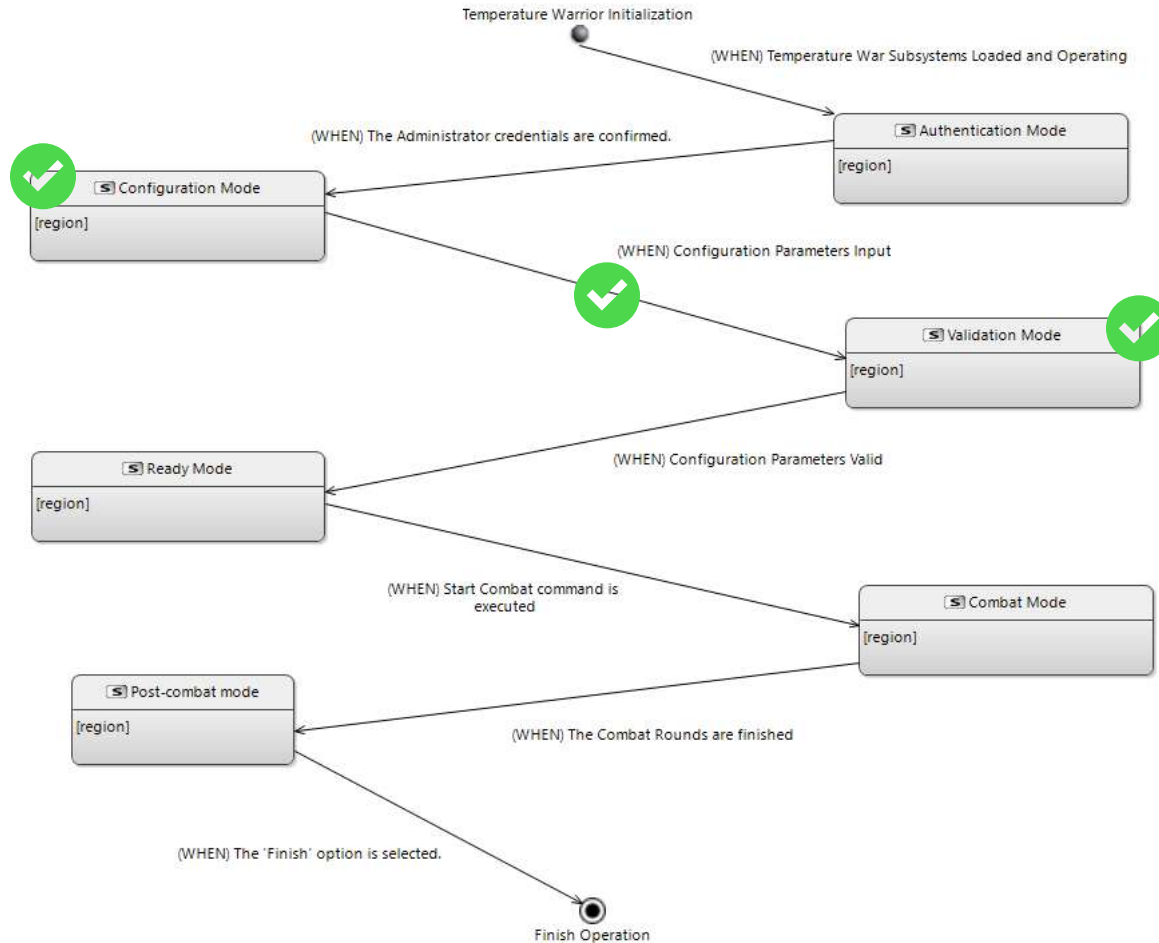 Temperature Warrior Initialization
(WHEN) Temperature War Subsystems Loaded and Operating
S Authentication Mode
[region]
(WHEN) The Administrator credentials are confirmed.
S Configuration Mode
[region]
(WHEN) Configuration Parameters Input
S Validation Mode
[region]
(WHEN) Configuration Parameters Valid
S Ready Mode
[region]
(WHEN) Start Combat command is
executed
S Combat Mode
[region]
(WHEN) The Combat Rounds are finished
S Post-combat mode
[region]
(WHEN) The 'Finish' option is selected.
Finish Operation